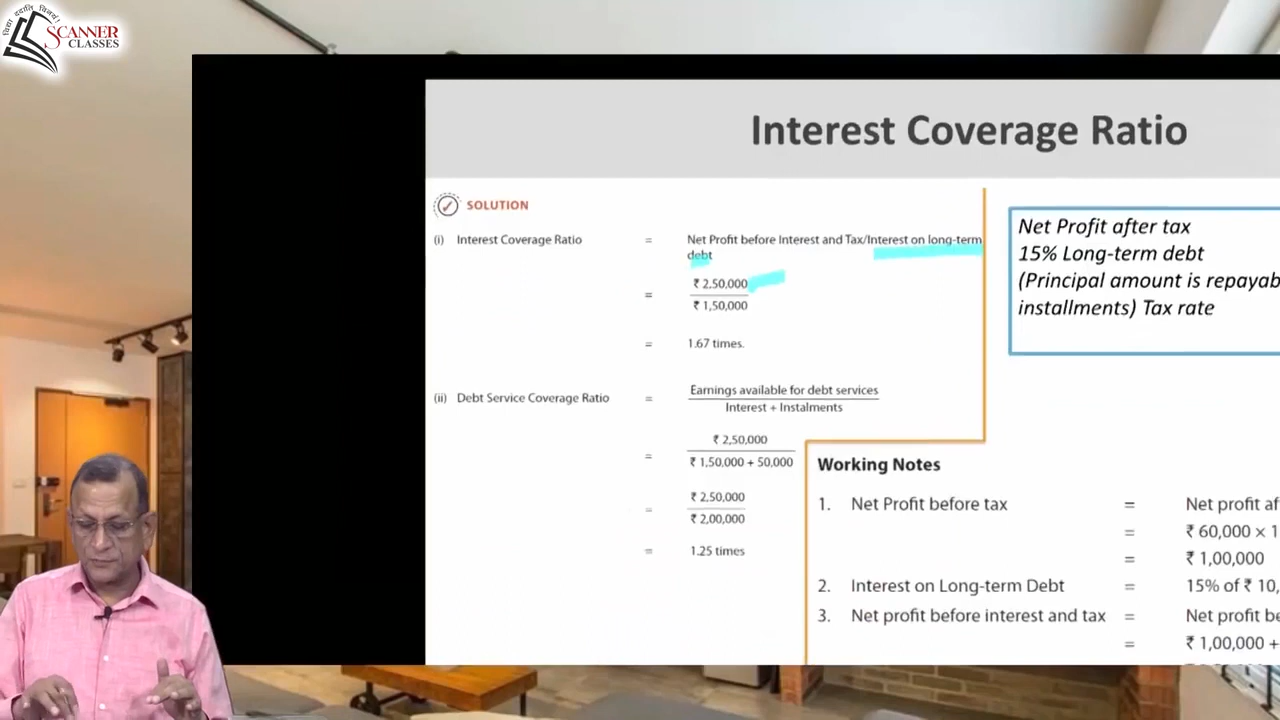 विद्या ददाति विनयं!
SCANNER
CLASSES
Interest Coverage Ratio
SOLUTION
(i) Interest Coverage Ratio = Net Profit before Interest and Tax/Interest on long-term
debt
= ₹ 2,50,000
₹ 1,50,000
= 1.67 times.
(ii) Debt Service Coverage Ratio = Earnings available for debt services
Interest + Instalments
= ₹ 2,50,000
₹ 1,50,000 + 50,000
= ₹ 2,50,000
₹ 2,00,000
= 1.25 times
Net Profit after tax
15% Long-term debt
(Principal amount is repayab
installments) Tax rate
Working Notes
1. Net Profit before tax = Net profit af
= ₹ 60,000 × 1
= ₹ 1,00,000
2. Interest on Long-term Debt = 15% of ₹ 10,
3. Net profit before interest and tax = Net profit be
= ₹ 1,00,000 +